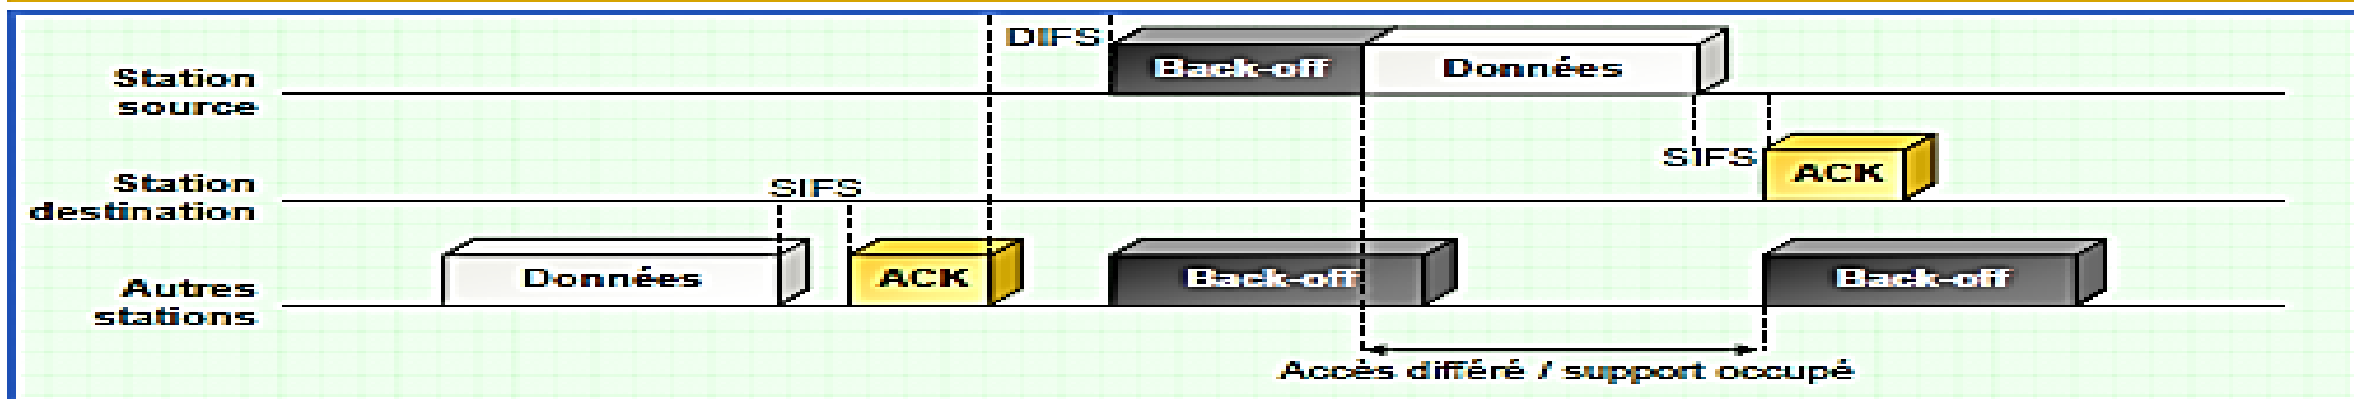 DIFS
Back-off
Données
Station
source
SIFS
ACK
Station
destination
SIFS
Données
ACK
Back-off
Back-off
Autres
stations
Accès différé / support occupé